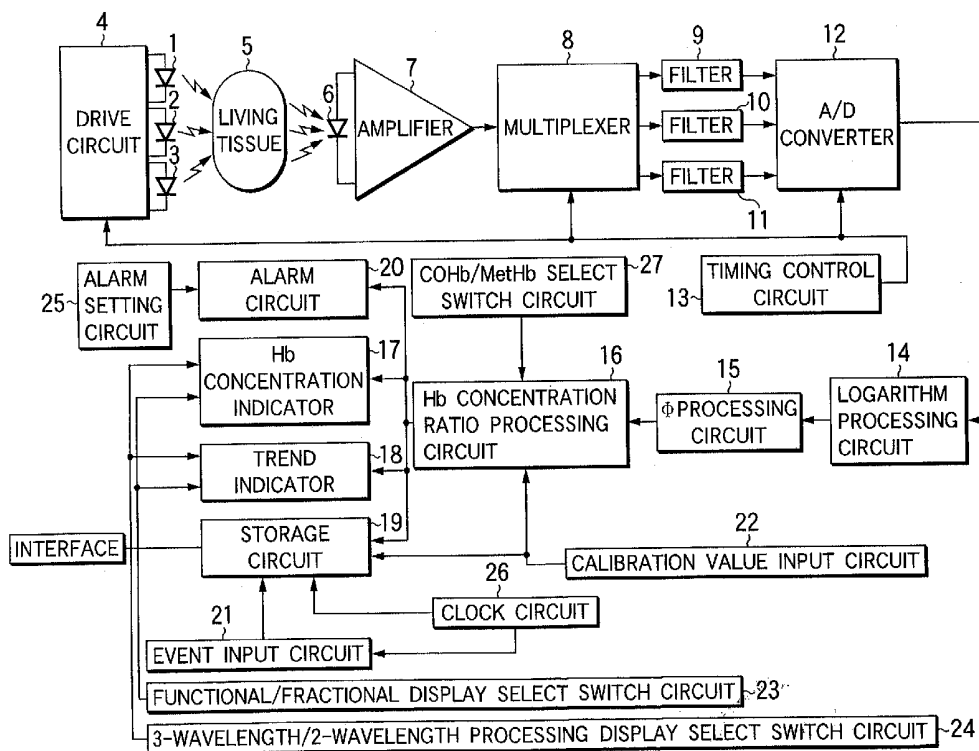 4
1
5
7
8
9
12
DRIVE
CIRCUIT
2
3
LIVING
TISSUE
6
AMPLIFIER
MULTIPLEXER
FILTER
10
FILTER
FILTER
11
A/D
CONVERTER
25
ALARM
SETTING
CIRCUIT
20
ALARM
CIRCUIT
27
COHb/MetHb SELECT
SWITCH CIRCUIT
13
TIMING CONTROL
CIRCUIT
17
Hb
CONCENTRATION
INDICATOR
16
Hb CONCENTRATION
RATIO PROCESSING
CIRCUIT
15
ΦPROCESSING
CIRCUIT
14
LOGARITHM
PROCESSING
CIRCUIT
18
TREND
INDICATOR
19
STORAGE
CIRCUIT
INTERFACE
22
CALIBRATION VALUE INPUT CIRCUIT
26
CLOCK CIRCUIT
21
EVENT INPUT CIRCUIT
FUNCTIONAL/FRACTIONAL DISPLAY SELECT SWITCH CIRCUIT
23
3-WAVELENGTH/2-WAVELENGTH PROCESSING DISPLAY SELECT SWITCH CIRCUIT
24